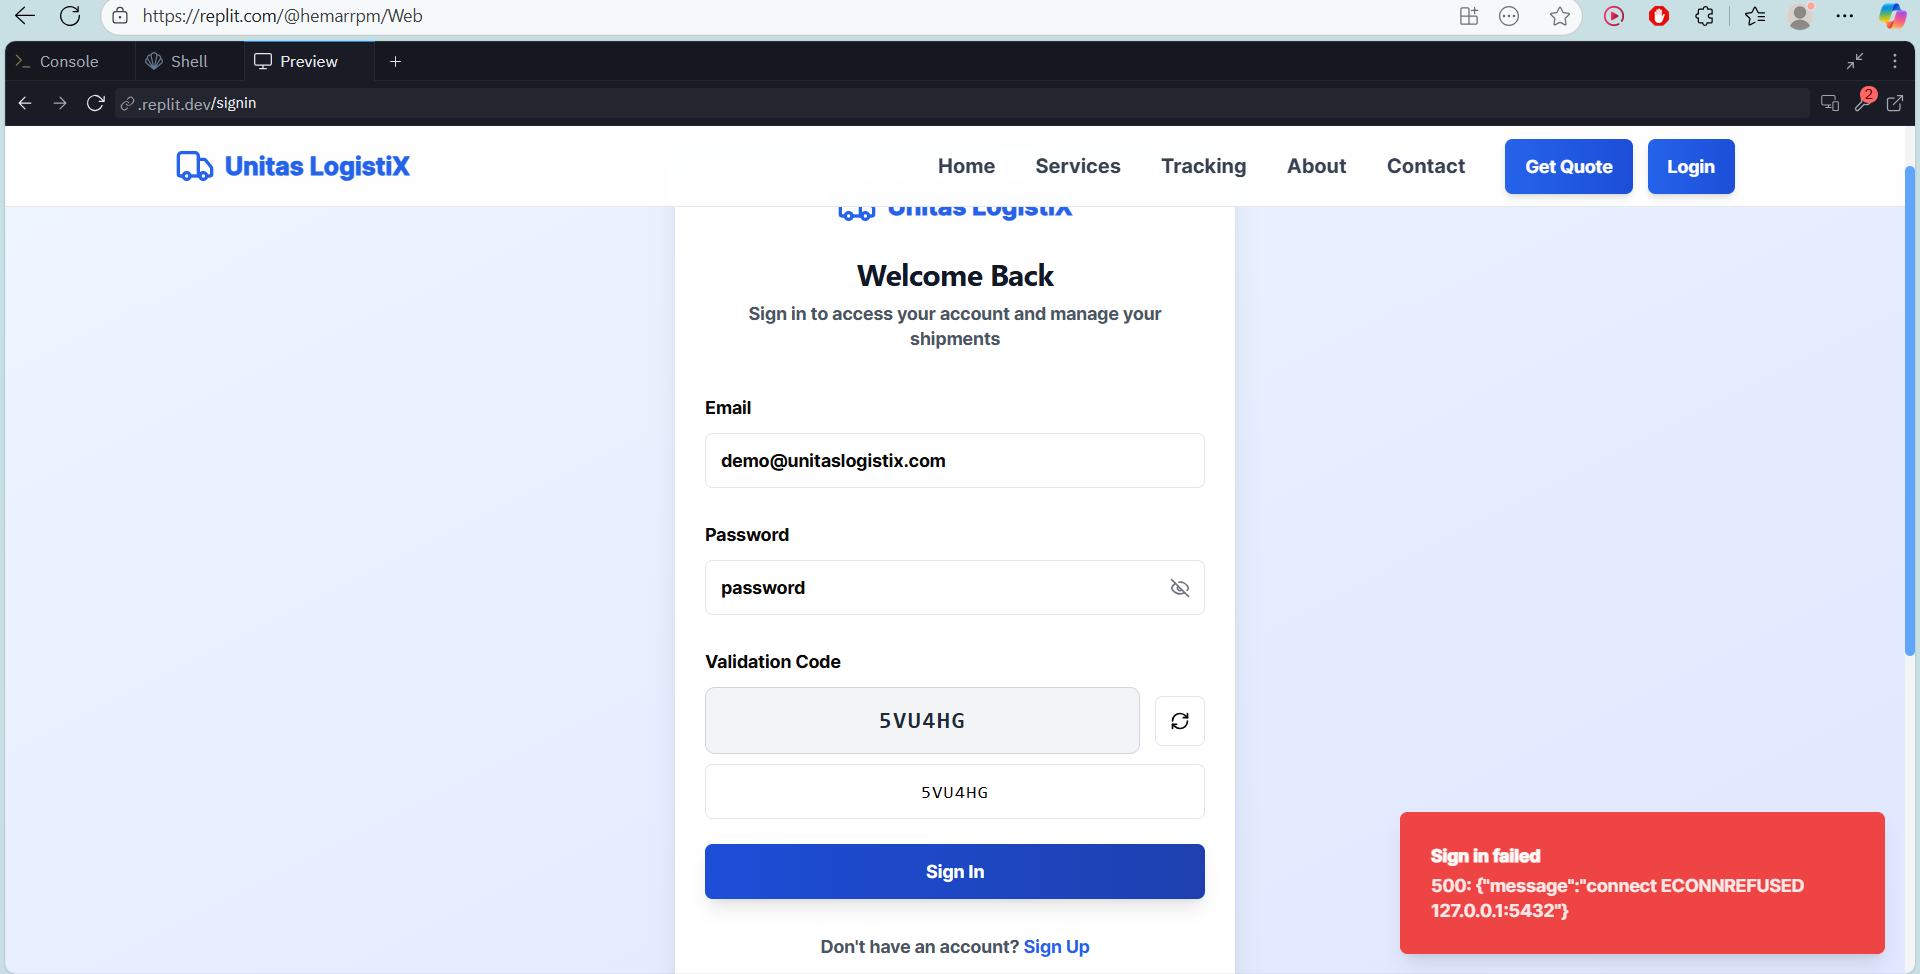 https://replit.com/@hemarrpm/Web
Console
Shell
Preview
.replit.dev/signin
2
Unitas LogistiX
Home
Services
Tracking
About
Contact
Get Quote
Login
Unitas LogistiX
Welcome Back
Sign in to access your account and manage your
shipments
Email
demo@unitaslogistix.com
Password
password
Validation Code
5VU4HG
5VU4HG
Sign In
Don't have an account? Sign Up
Sign in failed
500: {"message":"connect ECONNREFUSED
127.0.0.1:5432"}